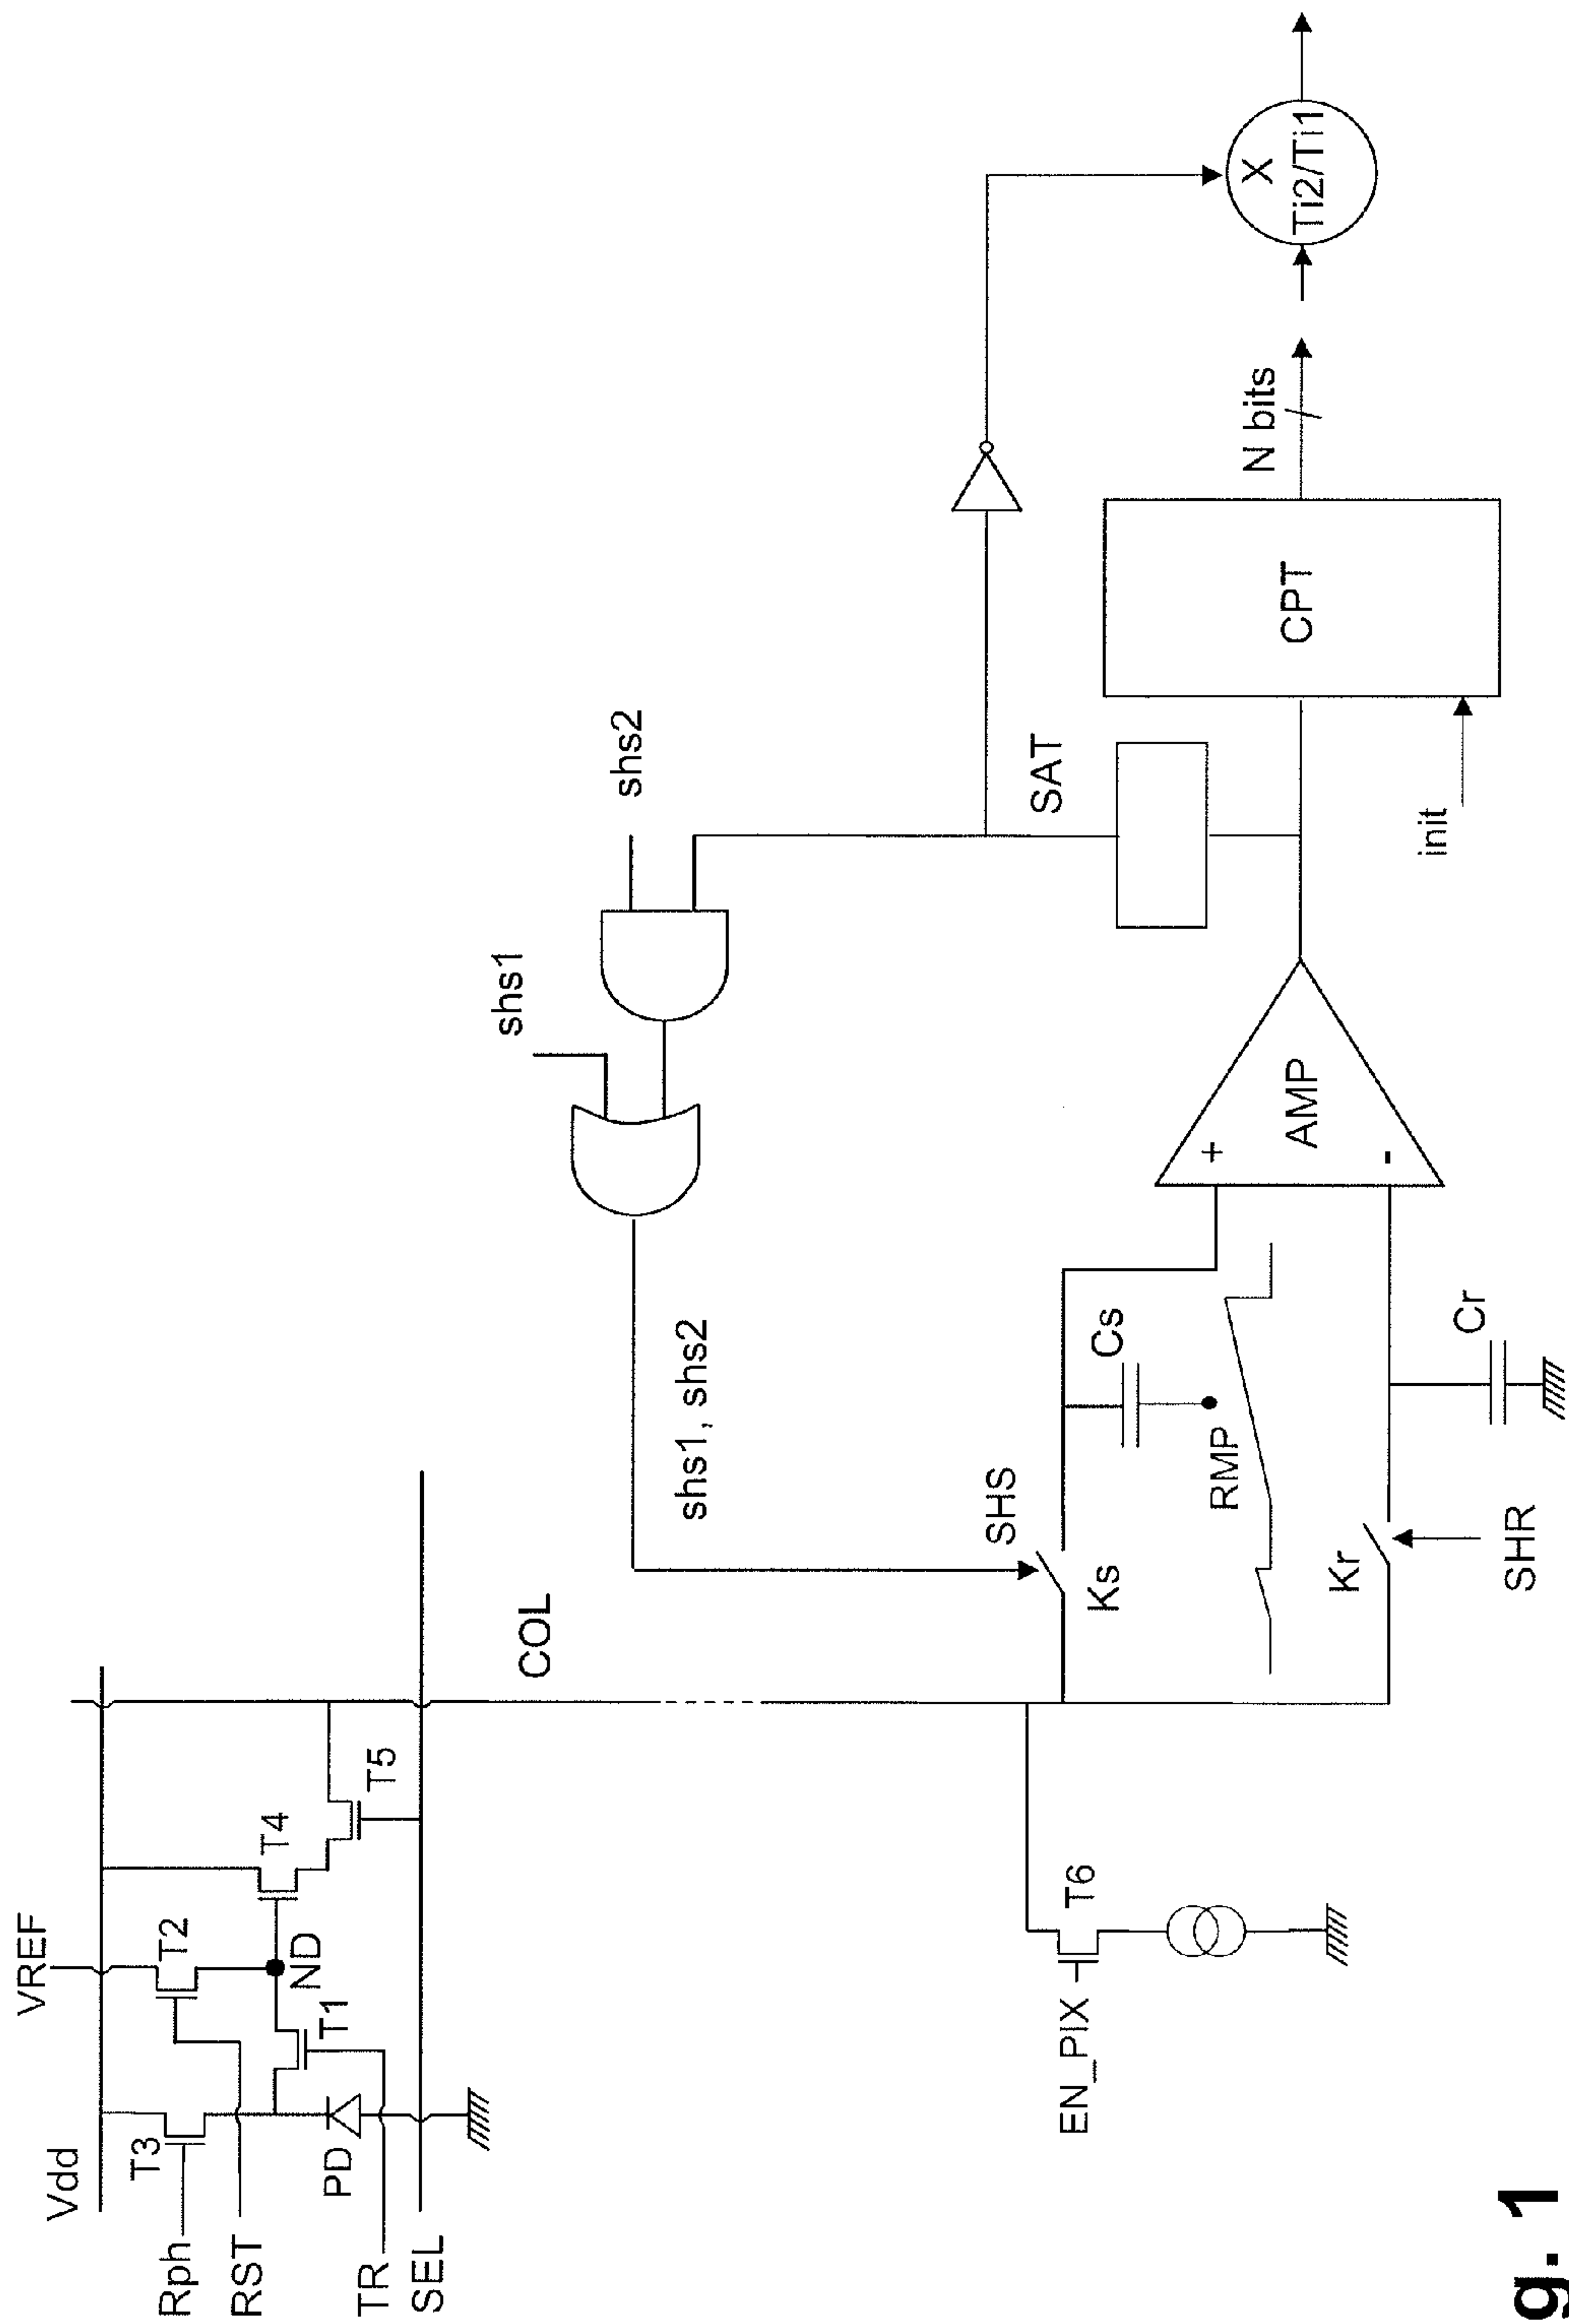 Vdd
Rph
RST
TR
SEL
T3
PD
VREF
T2
ND
T1
T4
T5
COL
EN_PIX
T6
shs1
shs2
shs1, shs2
SHS
Ks
Cs
RMP
Kr
SHR
Cr
+
-
AMP
SAT
init
CPT
N bits
X
Ti2/Ti1
g. 1